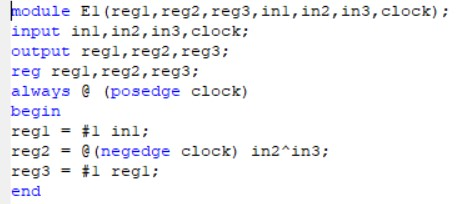 module E1(reg1,reg2,reg3,in1,in2,in3,clock);
input in1,in2,in3,clock;
output reg1,reg2,reg3;
reg reg1,reg2,reg3;
always @ (posedge clock)
begin
reg1 = #1 in1;
reg2 = @(negedge clock) in2^in3;
reg3 = #1 reg1;
end